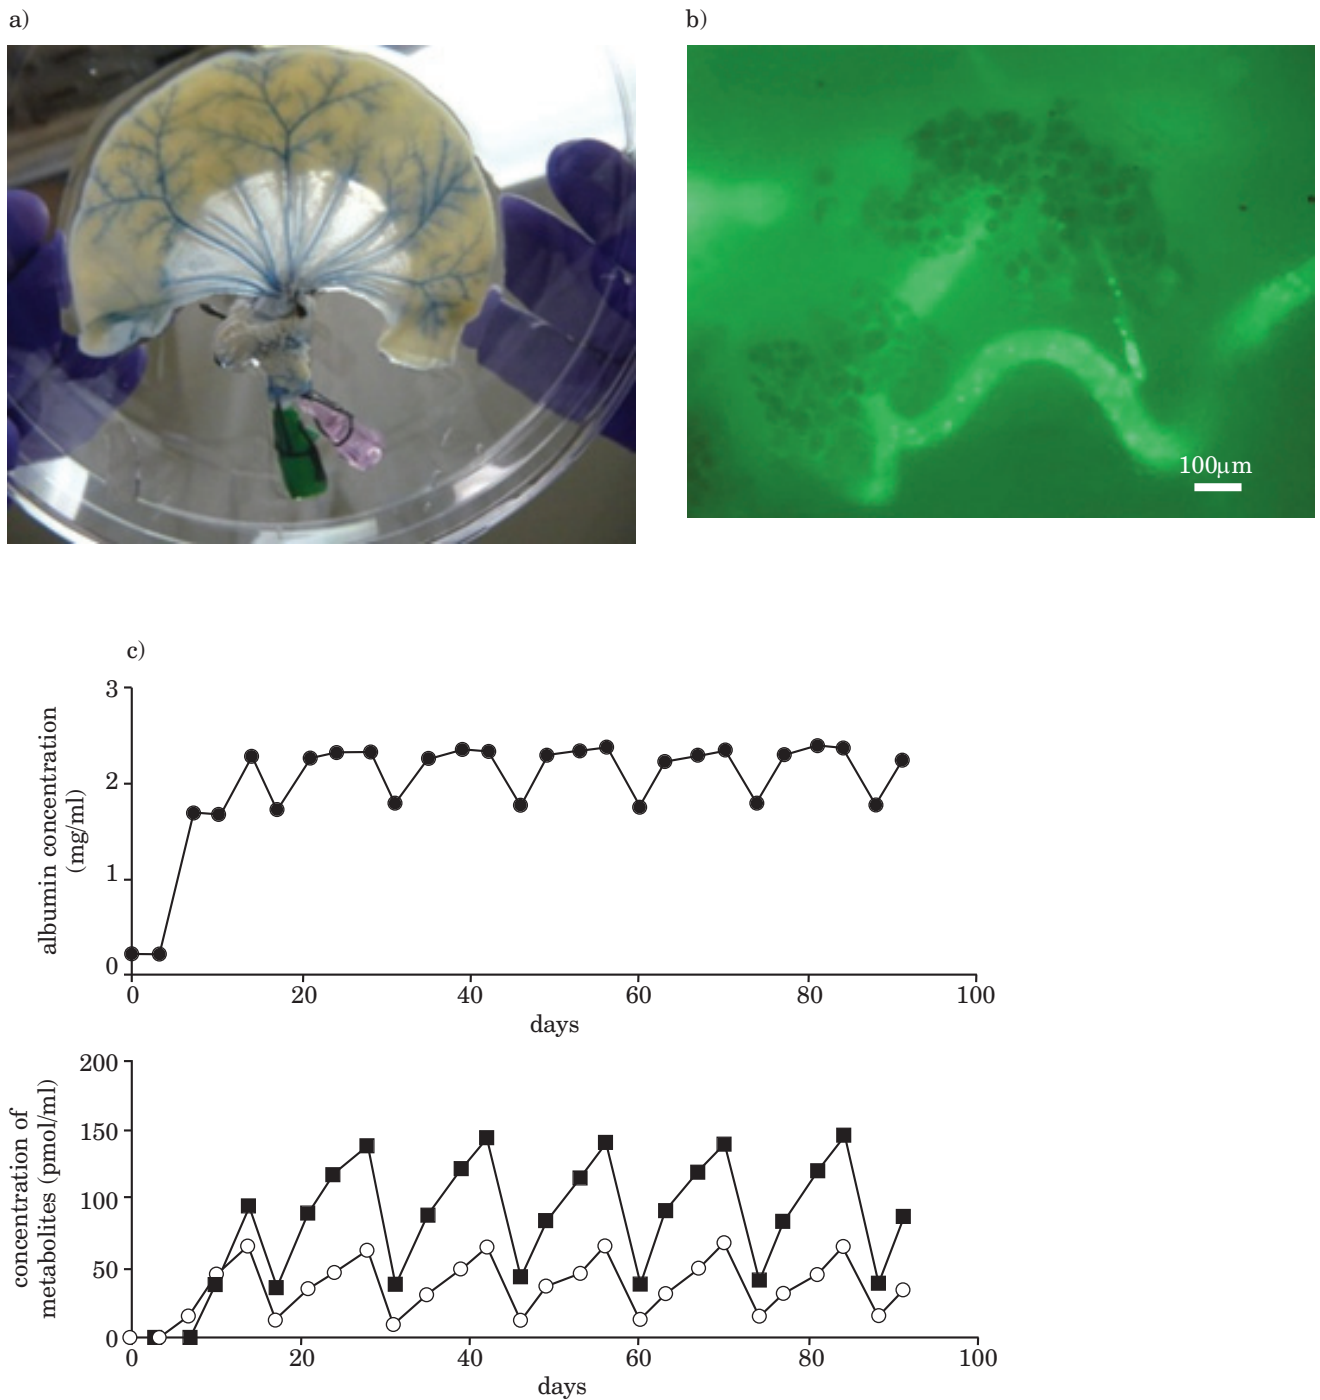 a)
b)
100μm
c)
3
2
1
0
albumin concentration
(mg/ml)
0
20
40
60
80
100
days
200
150
100
50
0
concentration of
metabolites (pmol/ml)
0
20
40
60
80
100
days